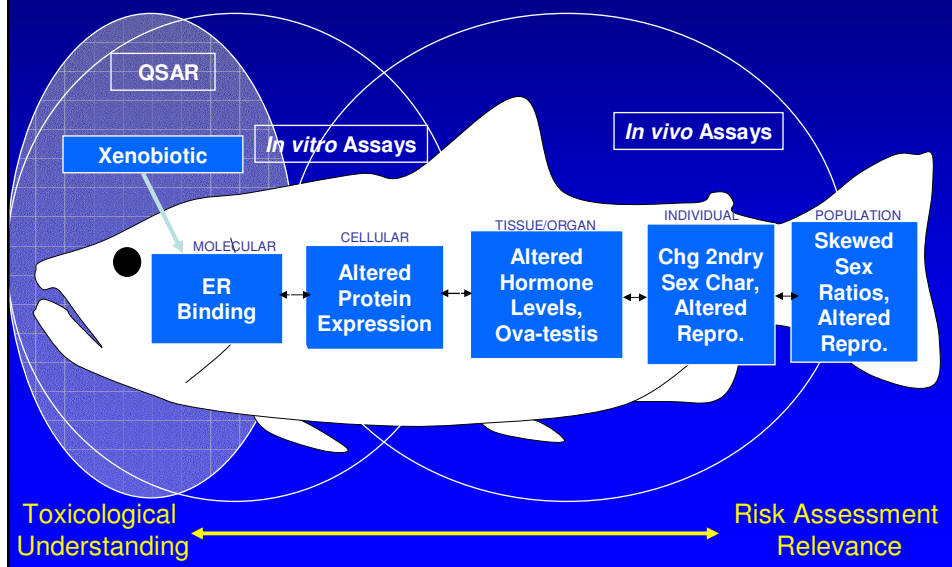 QSAR
In vitro Assays
In vivo Assays
Xenobiotic
MOLECULAR
ER
Binding
CELLULAR
Altered
Protein
Expression
TISSUE/ORGAN
Altered
Hormone
Levels,
Ova-testis
INDIVIDUAL
Chg 2ndry
Sex Char,
Altered
Repro.
POPULATION
Skewed
Sex
Ratios,
Altered
Repro.
Toxicological
Understanding
Risk Assessment
Relevance